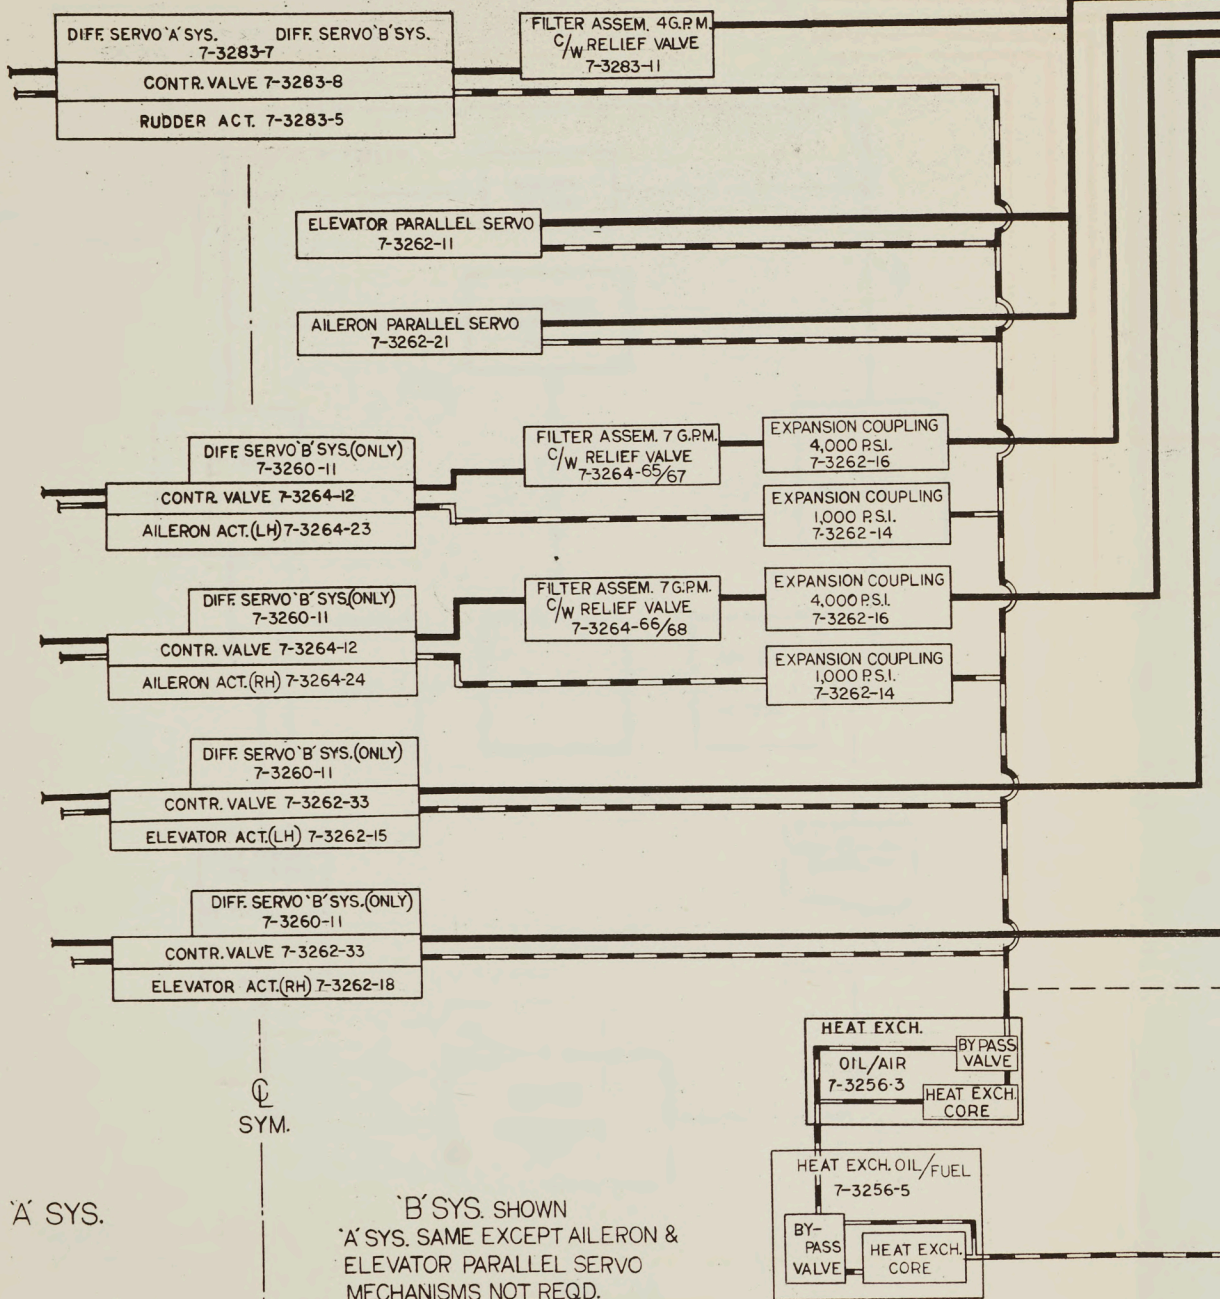 DIFF. SERVO 'A' SYS. DIFF. SERVO 'B' SYS.
7-3283-7
CONTR. VALVE 7-3283-8
RUDDER ACT. 7-3283-5
FILTER ASSEM. 4 G.P.M.
C/W RELIEF VALVE
7-3283-11
ELEVATOR PARALLEL SERVO
7-3262-11
AILERON PARALLEL SERVO
7-3262-21
DIFF. SERVO 'B' SYS.(ONLY)
7-3260-11
CONTR. VALVE 7-3264-12
AILERON ACT.(LH) 7-3264-23
FILTER ASSEM. 7 G.P.M.
C/W RELIEF VALVE
7-3264-65/67
EXPANSION COUPLING
4,000 P.S.I.
7-3262-16
EXPANSION COUPLING
1,000 P.S.I.
7-3262-14
DIFF. SERVO 'B' SYS.(ONLY)
7-3260-11
CONTR. VALVE 7-3264-12
AILERON ACT.(RH) 7-3264-24
FILTER ASSEM. 7 G.P.M.
C/W RELIEF VALVE
7-3264-66/68
EXPANSION COUPLING
4,000 P.S.I.
7-3262-16
EXPANSION COUPLING
1,000 P.S.I.
7-3262-14
DIFF. SERVO 'B' SYS.(ONLY)
7-3260-11
CONTR. VALVE 7-3262-33
ELEVATOR ACT.(LH) 7-3262-15
DIFF. SERVO 'B' SYS.(ONLY)
7-3260-11
CONTR. VALVE 7-3262-33
ELEVATOR ACT.(RH) 7-3262-18
HEAT EXCH.
OIL/AIR
7-3256-3
BY PASS
VALVE
HEAT EXCH.
CORE
HEAT EXCH. OIL/FUEL
7-3256-5
BY-
PASS
VALVE
HEAT EXCH.
CORE
CL
SYM.
'A' SYS.
'B' SYS. SHOWN
'A' SYS. SAME EXCEPT AILERON &
ELEVATOR PARALLEL SERVO
MECHANISMS NOT REQD.